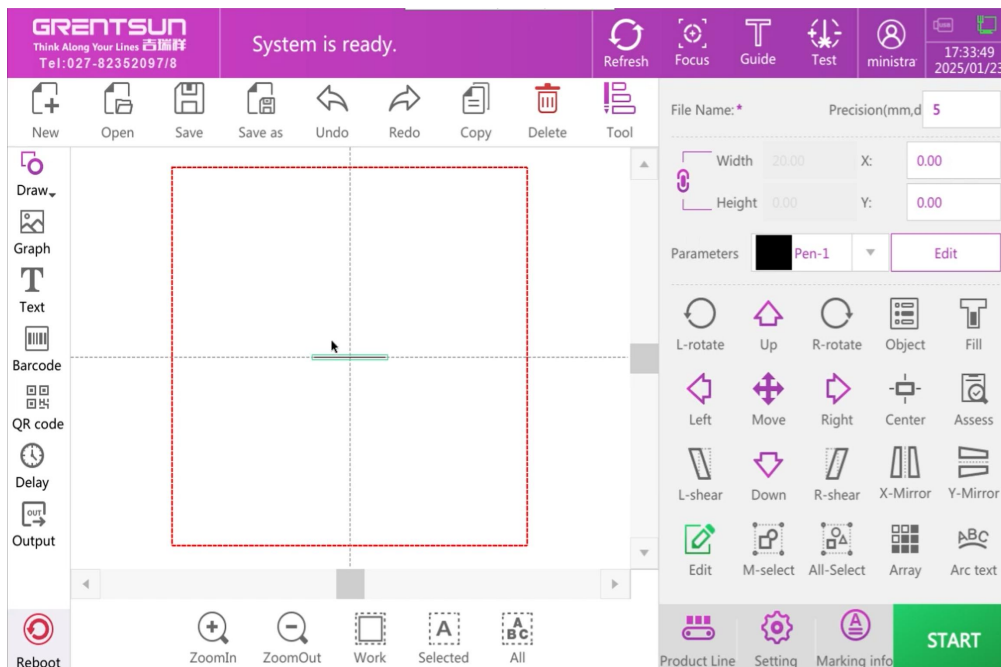 GRENTSUN
Think Along Your Lines 吉瑞祥
Tel:027-82352097/8
System is ready.
Refresh
Focus
Guide
Test
ministra
17:33:49
2025/01/23
New
Open
Save
Save as
Undo
Redo
Copy
Delete
Tool
File Name:*
Precision(mm,d
5
Draw
Graph
Text
Barcode
QR code
Delay
OUT
Output
Width
20.00
X:
0.00
Height
0.00
Y:
0.00
Parameters
Pen-1
Edit
L-rotate
Up
R-rotate
Object
Fill
Left
Move
Right
Center
Assess
L-shear
Down
R-shear
X-Mirror
Y-Mirror
Edit
M-select
All-Select
Array
ABC
Arc text
Reboot
ZoomIn
ZoomOut
Work
A
Selected
A
BC
All
Product Line
Setting
A
Marking info
START